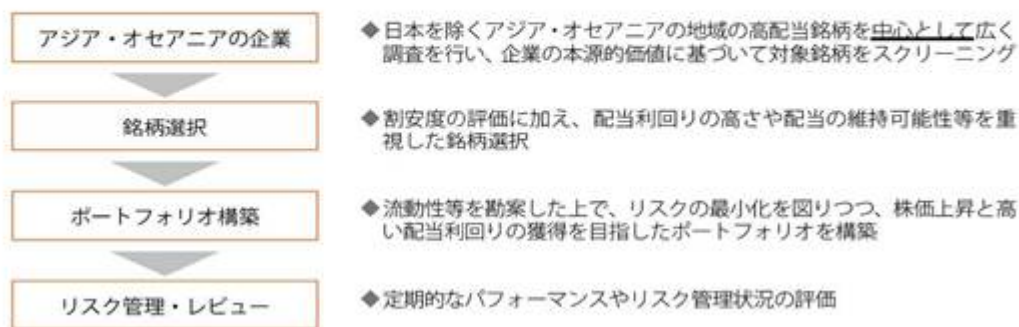 アジア・オセアニアの企業
◆日本を除くアジア・オセアニアの地域の高配当銘柄を中心として広く
調査を行い、企業の本源的価値に基づいて対象銘柄をスクリーニング
銘柄選択
◆割安度の評価に加え、配当利回りの高さや配当の維持可能性等を重
視した銘柄選択
ポートフォリオ構築
◆流動性等を勘案した上で、リスクの最小化を図りつつ、株価上昇と高
い配当利回りの獲得を目指したポートフォリオを構築
リスク管理・レビュー
◆定期的なパフォーマンスやリスク管理状況の評価